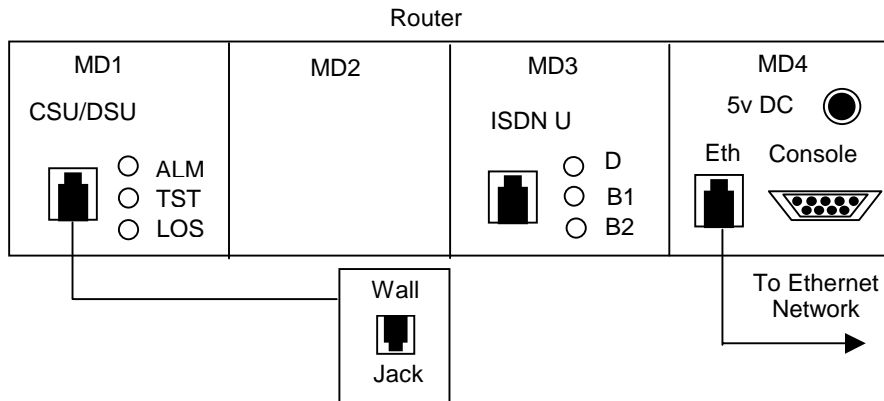 Router
MD1
MD2
MD3
MD4
CSU/DSU
ALM
TST
LOS
ISDN U
D
B1
B2
5v DC
Eth
Console
Wall
Jack
To Ethernet
Network